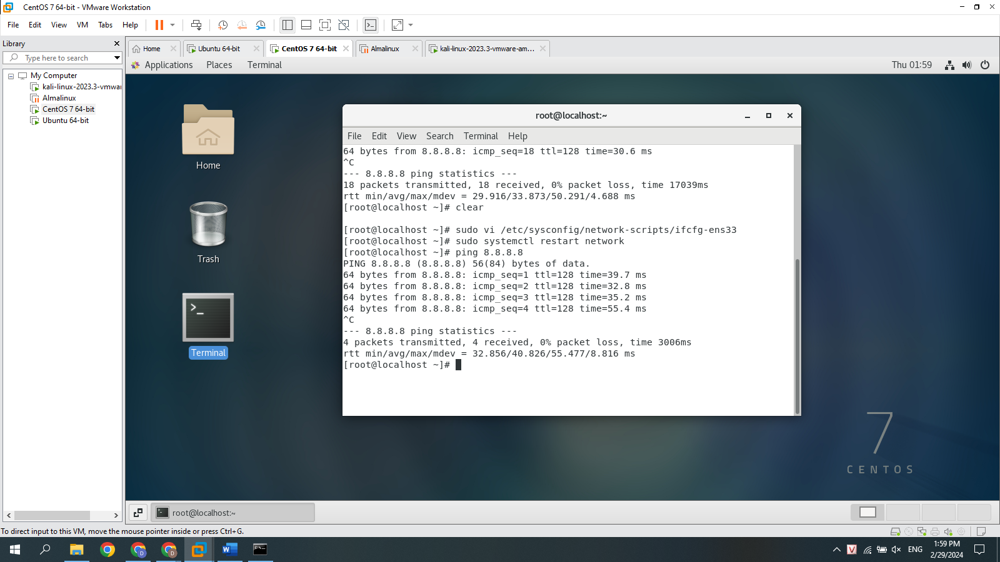 CentOS 7 64-bit - VMware Workstation
File Edit View VM Tabs Help
Library
Type here to search
My Computer
kali-linux-2023.3-vmwar
Almalinux
CentOS 7 64-bit
Ubuntu 64-bit
Home Ubuntu 64-bit CentOS 7 64-bit Almalinux kali-linux-2023.3-vmware-am...
Applications Places Terminal Thu 01:59
Home
Trash
>_
Terminal
root@localhost:~
File Edit View Search Terminal Help
64 bytes from 8.8.8.8: icmp_seq=18 ttl=128 time=30.6 ms
^C
--- 8.8.8.8 ping statistics ---
18 packets transmitted, 18 received, 0% packet loss, time 17039ms
rtt min/avg/max/mdev = 29.916/33.873/50.291/4.688 ms
[root@localhost ~]# clear
[root@localhost ~]# sudo vi /etc/sysconfig/network-scripts/ifcfg-ens33
[root@localhost ~]# sudo systemctl restart network
[root@localhost ~]# ping 8.8.8.8
PING 8.8.8.8 (8.8.8.8) 56(84) bytes of data.
64 bytes from 8.8.8.8: icmp_seq=1 ttl=128 time=39.7 ms
64 bytes from 8.8.8.8: icmp_seq=2 ttl=128 time=32.8 ms
64 bytes from 8.8.8.8: icmp_seq=3 ttl=128 time=35.2 ms
64 bytes from 8.8.8.8: icmp_seq=4 ttl=128 time=55.4 ms
^C
--- 8.8.8.8 ping statistics ---
4 packets transmitted, 4 received, 0% packet loss, time 3006ms
rtt min/avg/max/mdev = 32.856/40.826/55.477/8.816 ms
[root@localhost ~]#
7
CENTOS
root@localhost:~
To direct input to this VM, move the mouse pointer inside or press Ctrl+G.
D D W V ENG 1:59 PM
2/29/2024